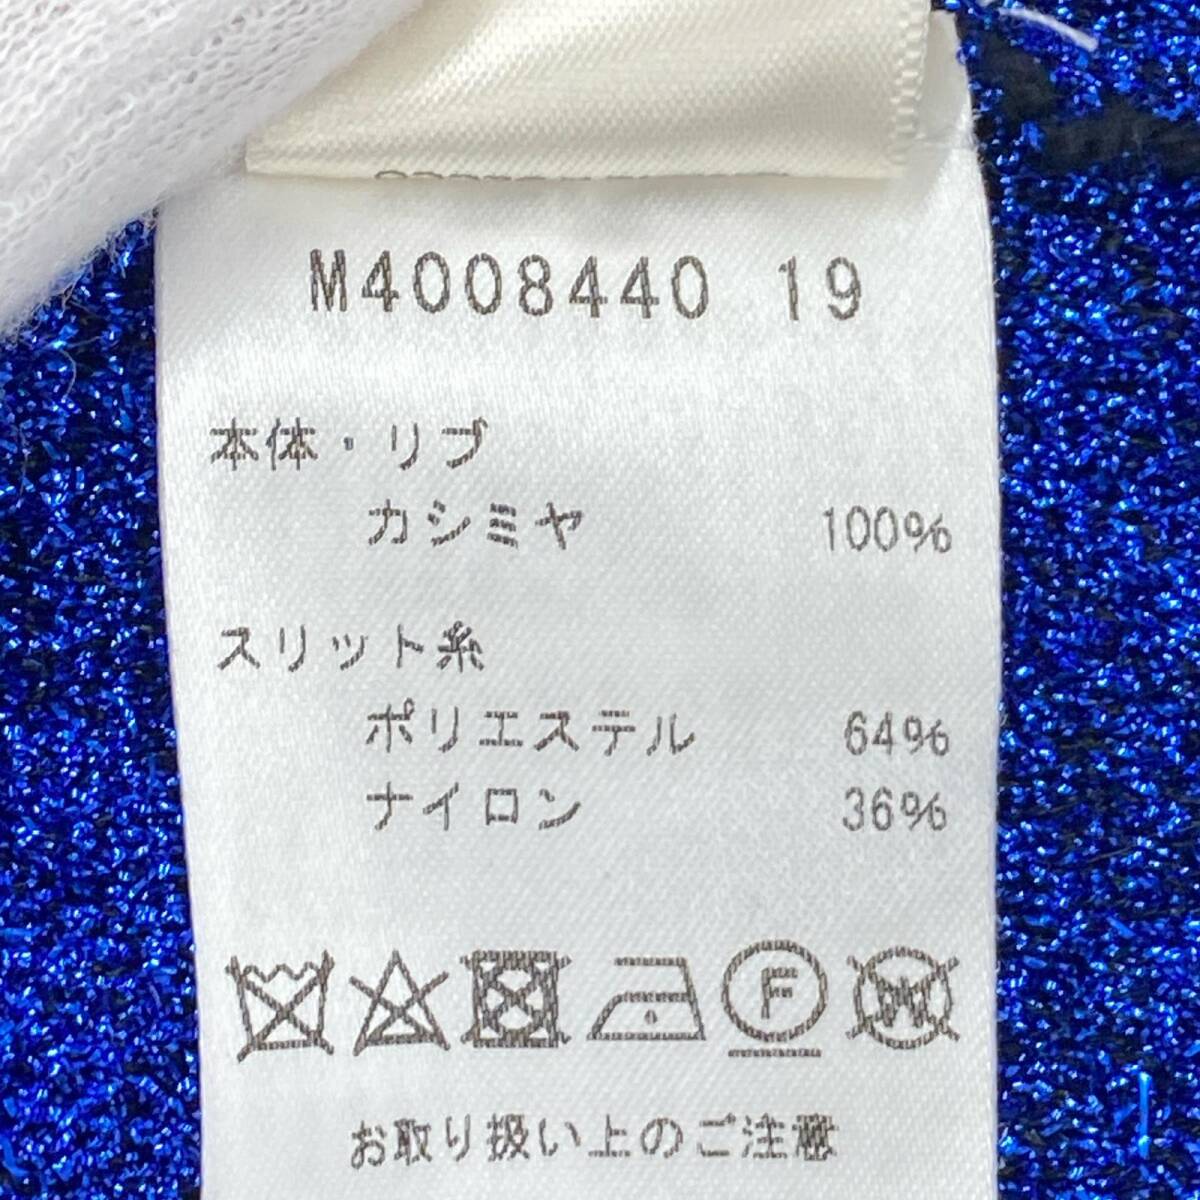 M4008440 19
本体・リブ
カシミヤ 100%
スリット糸
ポリエステル 64%
ナイロン 36%
F W
お取り扱い上のご注意